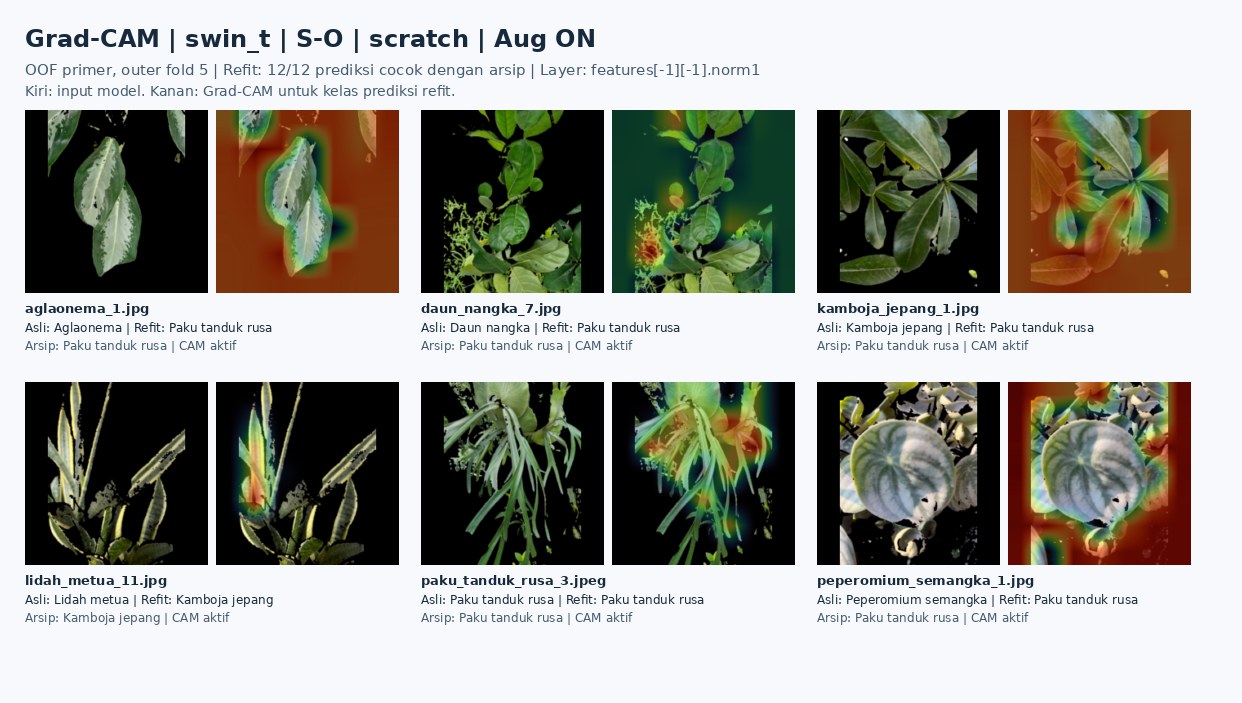 Grad-CAM | swin_t | S-O | scratch | Aug ON
OOF primer, outer fold 5 | Refit: 12/12 prediksi cocok dengan arsip | Layer: features[-1][-1].norm1
Kiri: input model. Kanan: Grad-CAM untuk kelas prediksi refit.
aglaonema_1.jpg
Asli: Aglaonema | Refit: Paku tanduk rusa
Arsip: Paku tanduk rusa | CAM aktif
daun_nangka_7.jpg
Asli: Daun nangka | Refit: Paku tanduk rusa
Arsip: Paku tanduk rusa | CAM aktif
kamboja_jepang_1.jpg
Asli: Kamboja jepang | Refit: Paku tanduk rusa
Arsip: Paku tanduk rusa | CAM aktif
lidah_metua_11.jpg
Asli: Lidah metua | Refit: Kamboja jepang
Arsip: Kamboja jepang | CAM aktif
paku_tanduk_rusa_3.jpeg
Asli: Paku tanduk rusa | Refit: Paku tanduk rusa
Arsip: Paku tanduk rusa | CAM aktif
peperomium_semangka_1.jpg
Asli: Peperomium semangka | Refit: Paku tanduk rusa
Arsip: Paku tanduk rusa | CAM aktif